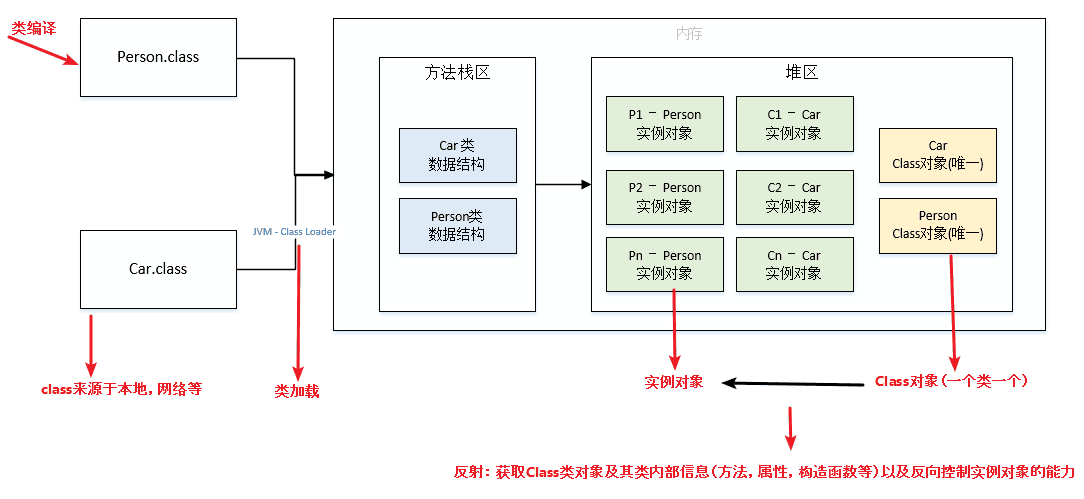 类编译
Person.class
Car.class
JVM - Class Loader
内存
方法栈区
Car 类
数据结构
Person类
数据结构
堆区
P1 － Person
实例对象
C1 － Car
实例对象
P2 － Person
实例对象
C2 － Car
实例对象
Pn － Person
实例对象
Cn － Car
实例对象
Car
Class对象(唯一)
Person
Class对象(唯一)
class来源于本地，网络等
类加载
实例对象
Class对象（一个类一个）
反射：获取Class类对象及其类内部信息（方法，属性，构造函数等）以及反向控制实例对象的能力